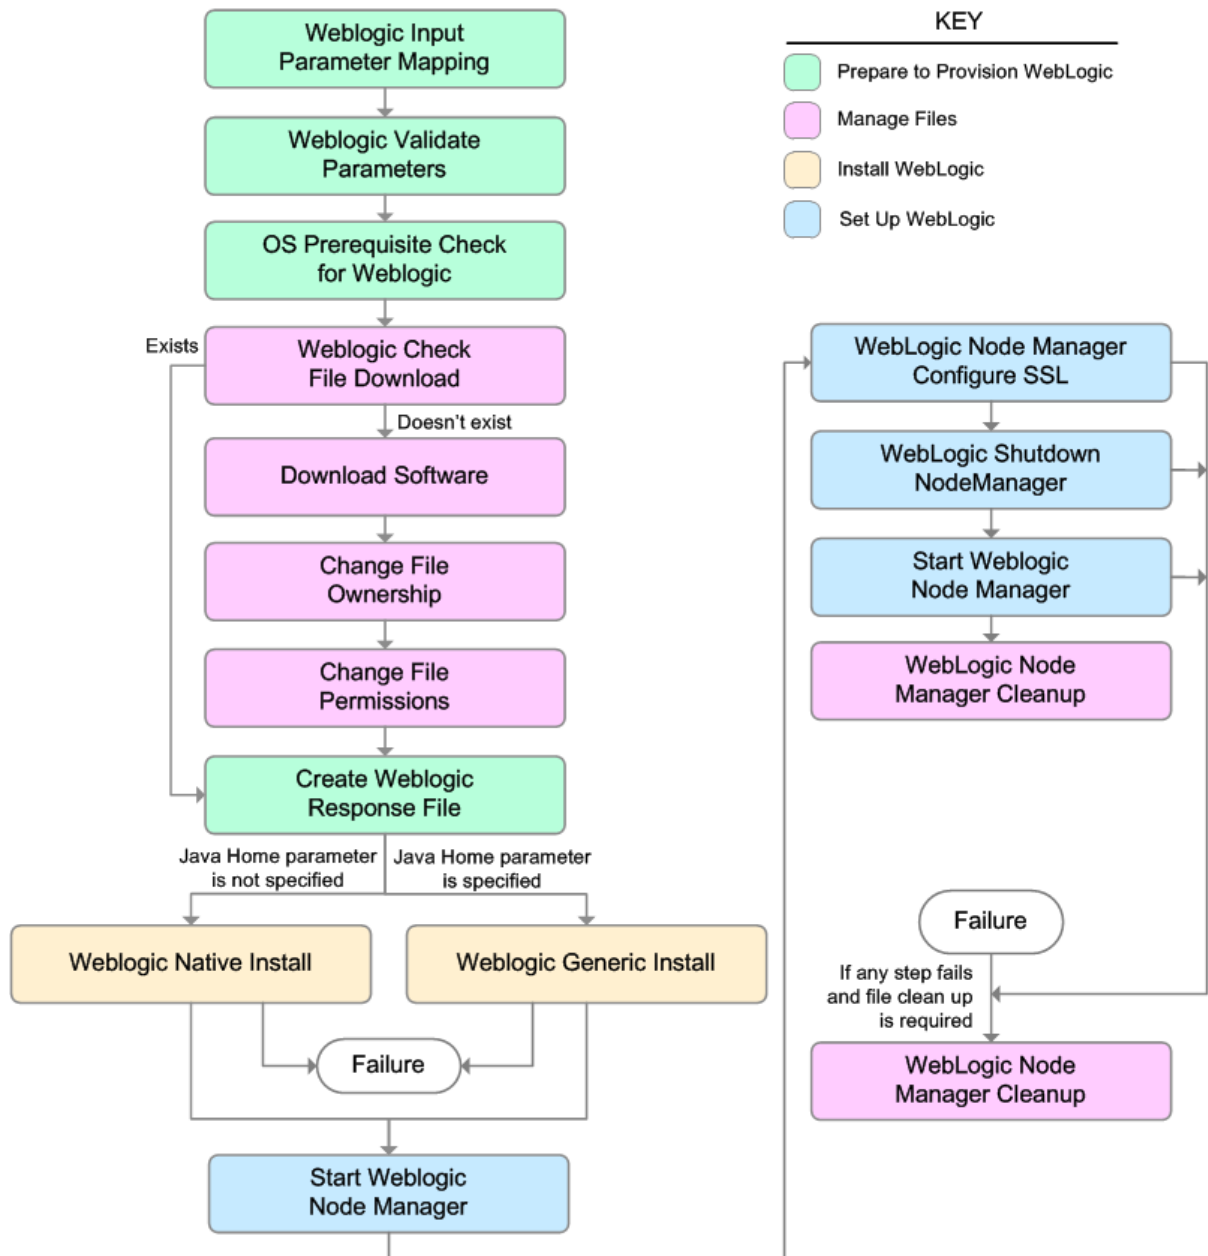 Weblogic Input
Parameter Mapping
Weblogic Validate
Parameters
OS Prerequisite Check
for Weblogic
Exists
Weblogic Check
File Download
Doesn't exist
Download Software
Change File
Ownership
Change File
Permissions
Create Weblogic
Response File
Java Home parameter
is not specified
Java Home parameter
is specified
Weblogic Native Install
Weblogic Generic Install
Failure
Start Weblogic
Node Manager
KEY
Prepare to Provision WebLogic
Manage Files
Install WebLogic
Set Up WebLogic
WebLogic Node Manager
Configure SSL
WebLogic Shutdown
NodeManager
Start Weblogic
Node Manager
WebLogic Node
Manager Cleanup
Failure
If any step fails
and file clean up
is required
WebLogic Node
Manager Cleanup